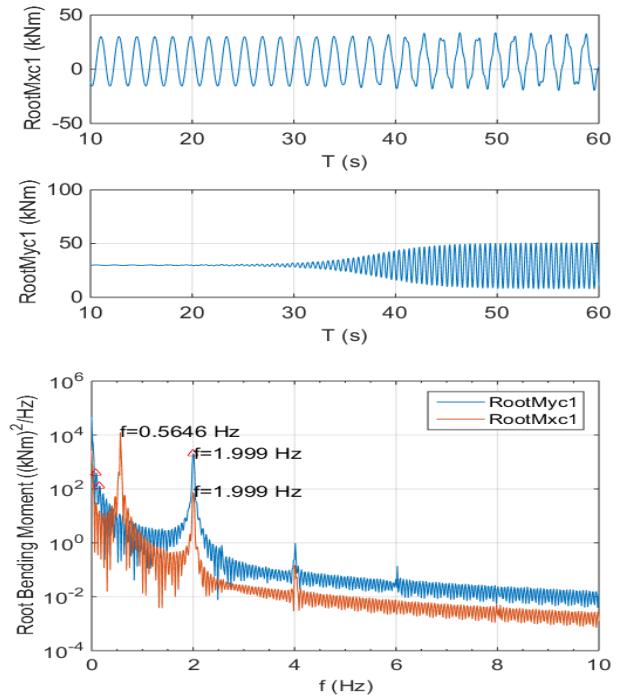 50
0
-50
RootMxc1 (kNm)
10 20 30 40 50 60
T (s)
100
50
0
RootMyc1 (kNm)
10 20 30 40 50 60
T (s)
10^6
10^4
10^2
10^0
10^-2
10^-4
Root Bending Moment ((kNm)^2/Hz)
f=0.5646 Hz
f=1.999 Hz
f=1.999 Hz
RootMyc1
RootMxc1
0 2 4 6 8 10
f (Hz)